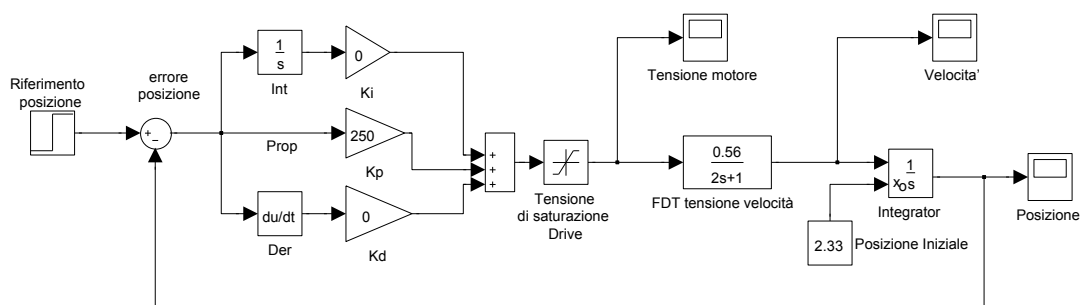 Riferimento
posizione
errore
posizione
+
−
1
s
Int
0
Ki
Prop
250
Kp
du/dt
Der
0
Kd
+
+
+
Tensione
di saturazione
Drive
Tensione motore
0.56
2s+1
FDT tensione velocità
Velocita'
1
xo s
Integrator
2.33
Posizione Iniziale
Posizione